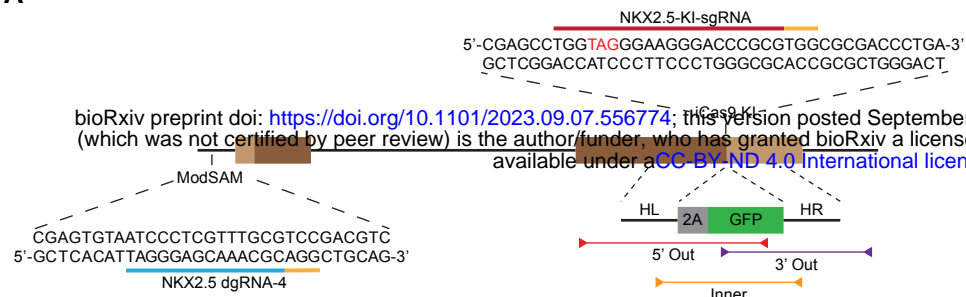 NKX2.5-KI-sgRNA
5'-CGAGCCTGGTAGGGAAGGGACCCGCGTGGCGCGACCCTGA-3'
GCTCGGACCATCCCTTCCCTGGGCGCACCGCGCTGGGACT
iCas9 KI
bioRxiv preprint doi: https://doi.org/10.1101/2023.09.07.556774; this version posted September
(which was not certified by peer review) is the author/funder, who has granted bioRxiv a license
available under aCC-BY-ND 4.0 International licen
ModSAM
CGAGTGTAATCCCTCGTTTGCGTCCGACGTC
5'-GCTCACATTAGGGAGCAAACGCAGGCTGCAG-3'
NKX2.5 dgRNA-4
HL
2A
GFP
HR
5' Out
3' Out
Inner